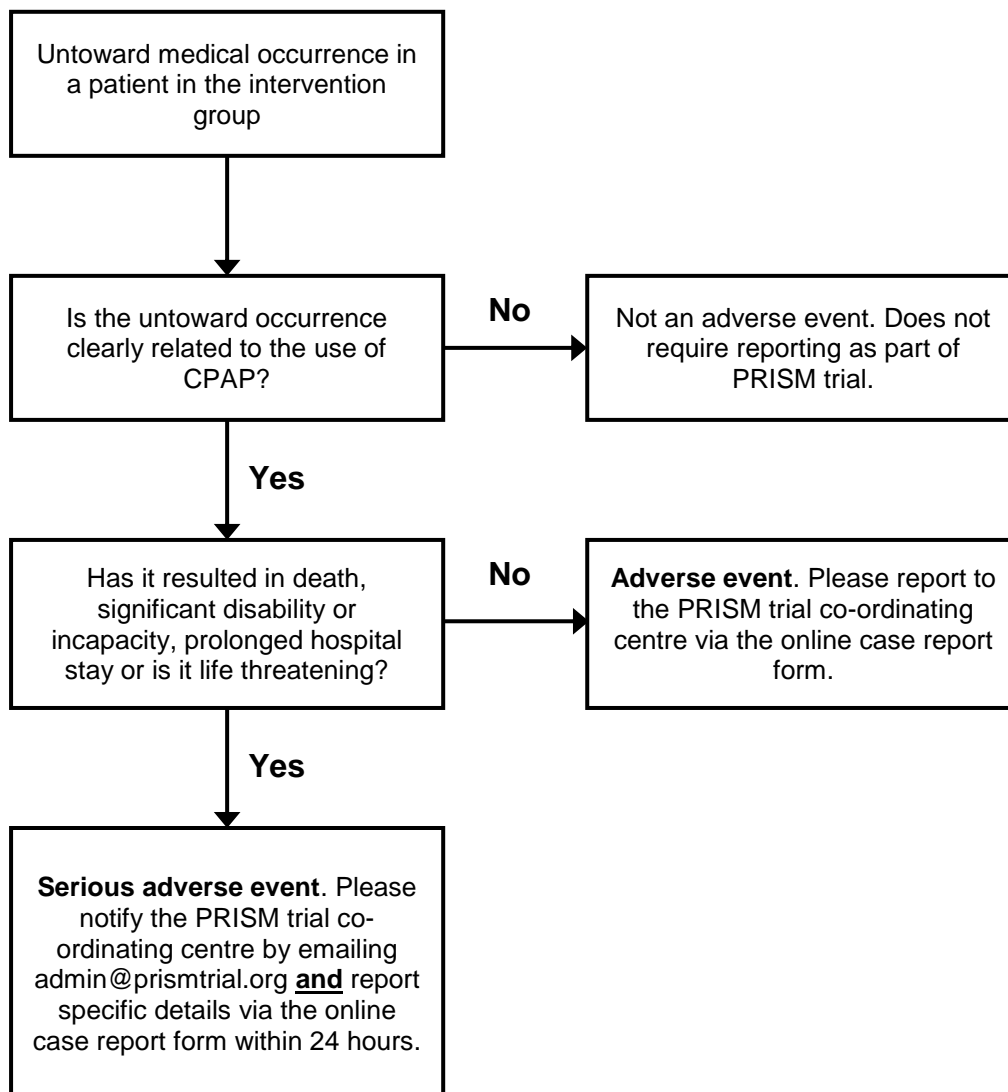 Untoward medical occurrence in
a patient in the intervention
group
Is the untoward occurrence
clearly related to the use of
CPAP?
No
Not an adverse event. Does not
require reporting as part of
PRISM trial.
Yes
Has it resulted in death,
significant disability or
incapacity, prolonged hospital
stay or is it life threatening?
No
Adverse event. Please report to
the PRISM trial co-ordinating
centre via the online case report
form.
Yes
Serious adverse event. Please
notify the PRISM trial co-
ordinating centre by emailing
admin@prismtrial.org and report
specific details via the online
case report form within 24 hours.